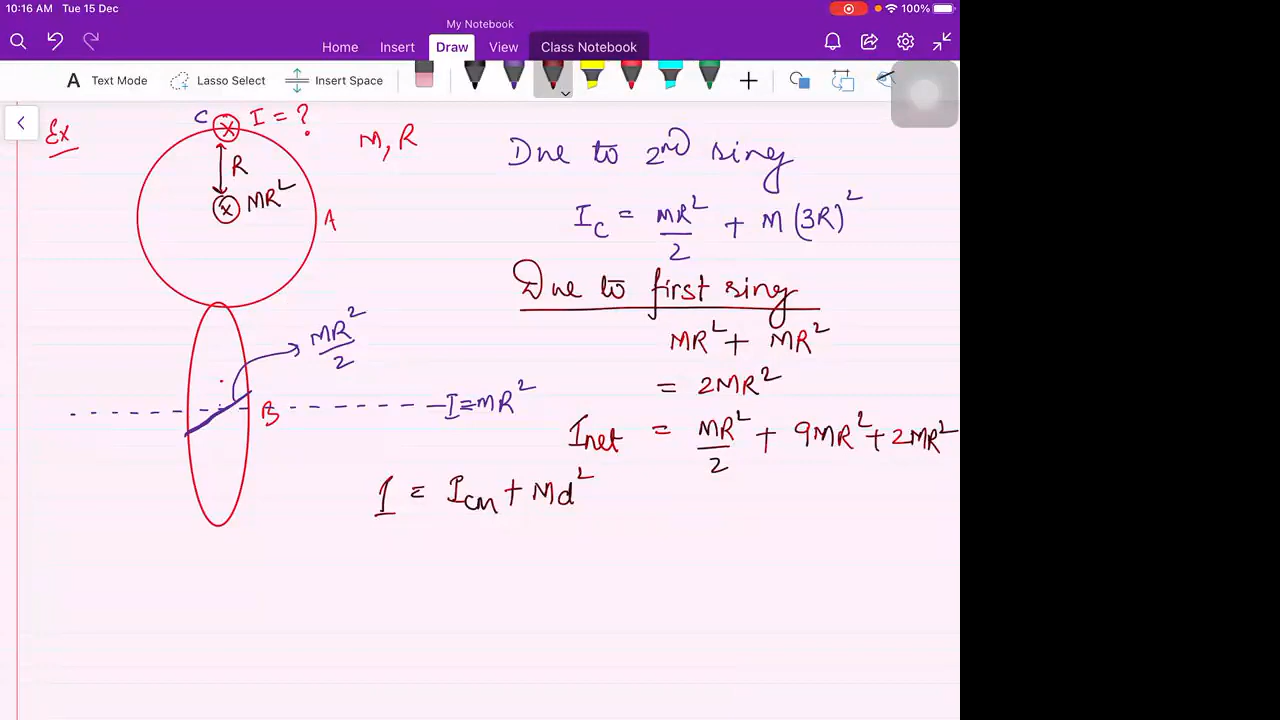 10:16 AM Tue 15 Dec
100%
My Notebook
Home Insert Draw View Class Notebook
A Text Mode Lasso Select Insert Space
Ex
C I = ?
M, R
R
MR²
A
MR²/2
B
I=MR²
I = Icm + Md²
Due to 2nd ring
Ic = MR²/2 + M(3R)²
Due to first ring
MR² + MR²
= 2MR²
Inet = MR²/2 + 9MR² + 2MR²